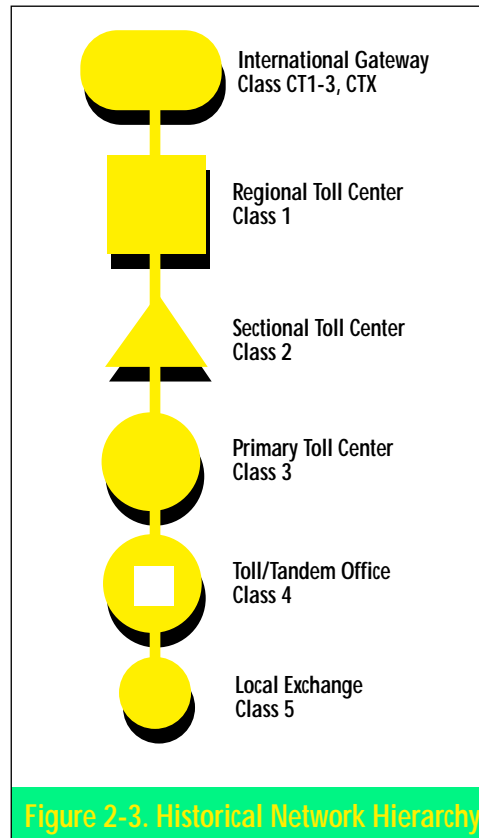 International Gateway
Class CT1-3, CTX
Regional Toll Center
Class 1
Sectional Toll Center
Class 2
Primary Toll Center
Class 3
Toll/Tandem Office
Class 4
Local Exchange
Class 5
Figure 2-3. Historical Network Hierarchy